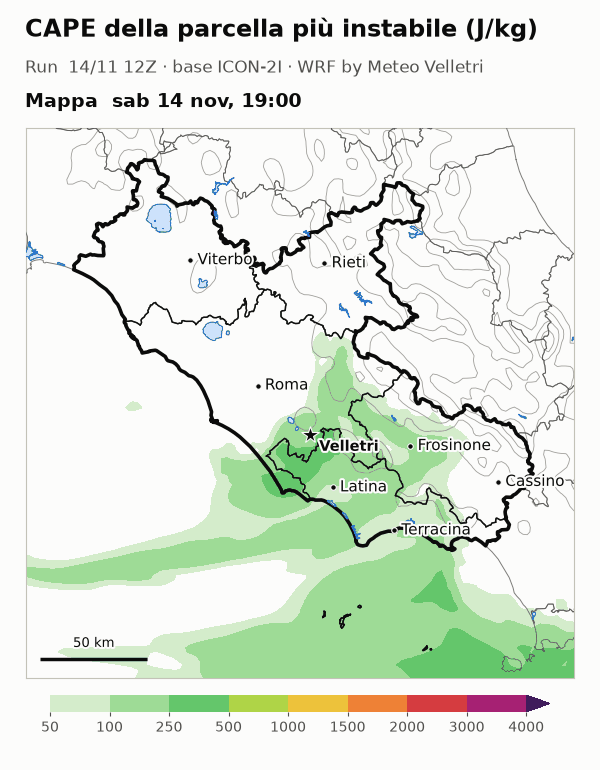 CAPE della parcella più instabile (J/kg)
Run 14/11 12Z · base ICON-2I · WRF by Meteo Velletri
Mappa sab 14 nov, 19:00
Viterbo
Rieti
Roma
Velletri
Frosinone
Cassino
Latina
Terracina
50 km
50 100 250 500 1000 1500 2000 3000 4000